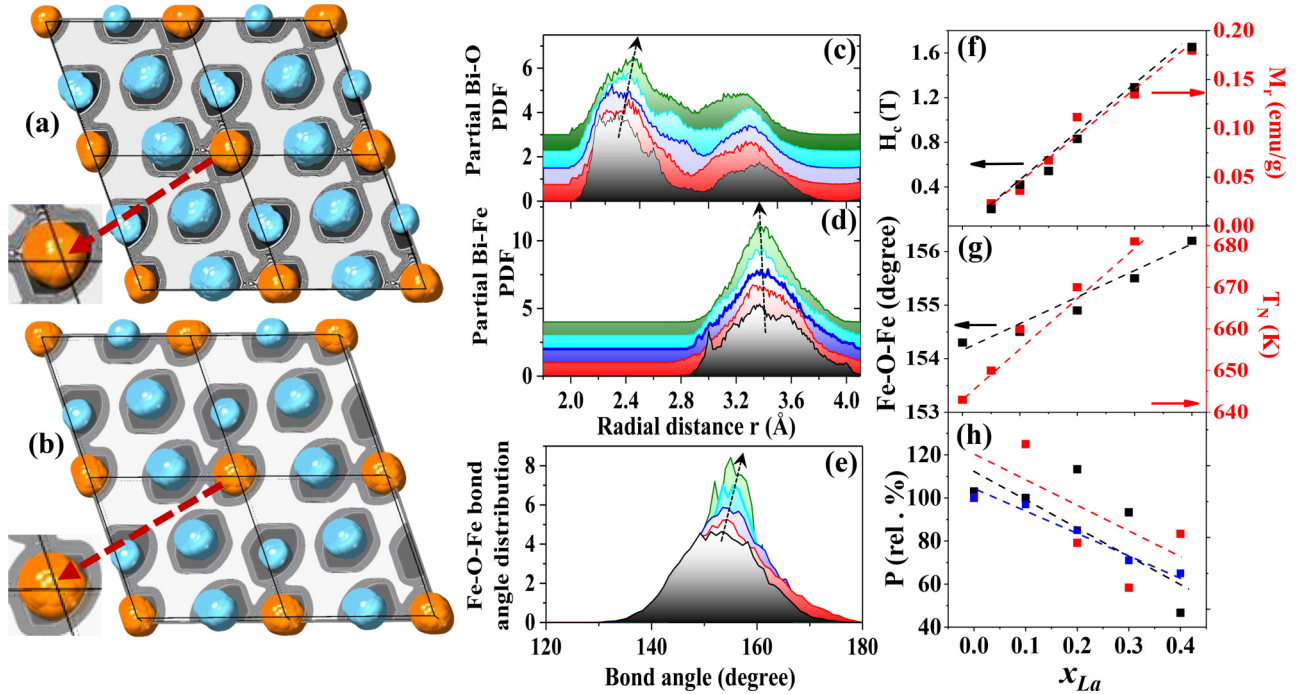 (a)
(b)
Partial Bi-O
PDF
6
4
2
0
(c)
Partial Bi-Fe
PDF
10
5
0
(d)
2.0
2.4
2.8
3.2
3.6
4.0
Radial distance r (Å)
Fe-O-Fe bond
angle distribution
8
6
4
2
0
(e)
120
140
160
180
Bond angle (degree)
(f)
H_c (T)
1.6
1.2
0.8
0.4
0.20
0.15
0.10
0.05
0.00
M_r (emu/g)
(g)
Fe-O-Fe (degree)
156
155
154
153
680
670
660
650
640
T_N (K)
(h)
P (rel. %)
120
100
80
60
40
0.0
0.1
0.2
0.3
0.4
x_La